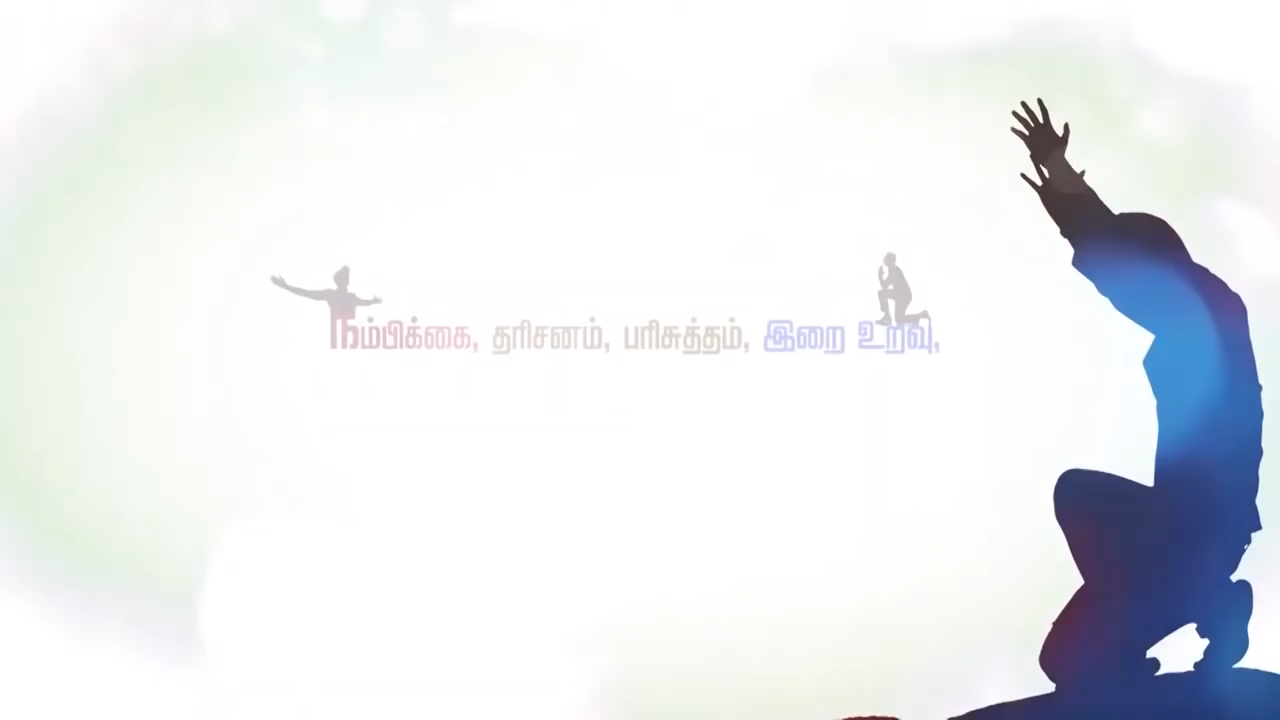 நம்பிக்கை, தரிசனம், பரிசுத்தம், இறை உறவு,